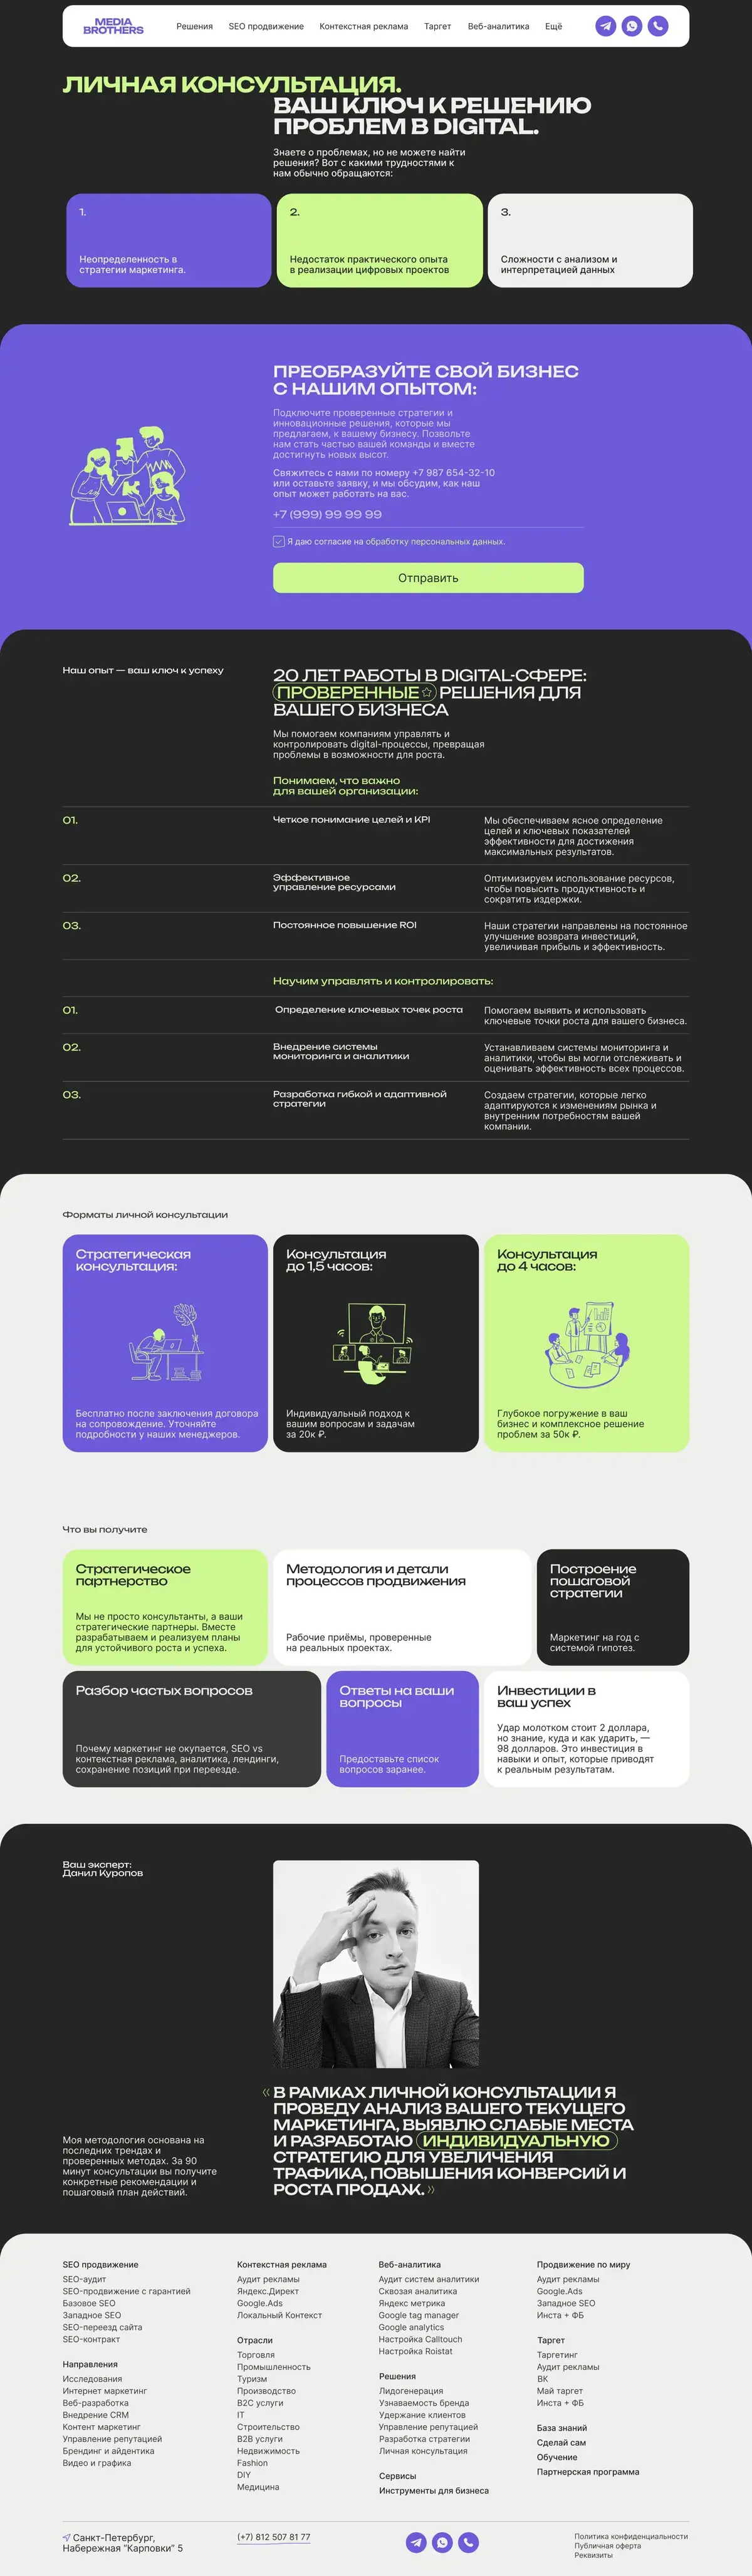 MEDIA
BROTHERS
Решения
SEO продвижение
Контекстная реклама
Таргет
Веб-аналитика
Ещё
ЛИЧНАЯ КОНСУЛЬТАЦИЯ.
ВАШ КЛЮЧ К РЕШЕНИЮ
ПРОБЛЕМ В DIGITAL.
Знаете о проблемах, но не можете найти
решения? Вот с какими трудностями к
нам обычно обращаются:
1.
Неопределенность в
стратегии маркетинга.
2.
Недостаток практического опыта
в реализации цифровых проектов
3.
Сложности с анализом и
интерпретацией данных
ПРЕОБРАЗУЙТЕ СВОЙ БИЗНЕС
С НАШИМ ОПЫТОМ:
Подключите проверенные стратегии и
инновационные решения, которые мы
предлагаем, к вашему бизнесу. Позвольте
нам стать частью вашей команды и вместе
достигнуть новых высот.
Свяжитесь с нами по номеру +7 987 654-32-10
или оставьте заявку, и мы обсудим, как наш
опыт может работать на вас.
+7 (999) 99 99 99
Я даю согласие на обработку персональных данных.
Отправить
Наш опыт — ваш ключ к успеху
20 ЛЕТ РАБОТЫ В DIGITAL-СФЕРЕ:
ПРОВЕРЕННЫЕ РЕШЕНИЯ ДЛЯ
ВАШЕГО БИЗНЕСА
Мы помогаем компаниям управлять и
контролировать digital-процессы, превращая
проблемы в возможности для роста.
Понимаем, что важно
для вашей организации:
01.
Четкое понимание целей и KPI
Мы обеспечиваем ясное определение
целей и ключевых показателей
эффективности для достижения
максимальных результатов.
02.
Эффективное
управление ресурсами
Оптимизируем использование ресурсов,
чтобы повысить продуктивность и
сократить издержки.
03.
Постоянное повышение ROI
Наши стратегии направлены на постоянное
улучшение возврата инвестиций,
увеличивая прибыль и эффективность.
Научим управлять и контролировать:
01.
Определение ключевых точек роста
Помогаем выявить и использовать
ключевые точки роста для вашего бизнеса.
02.
Внедрение системы
мониторинга и аналитики
Устанавливаем системы мониторинга и
аналитики, чтобы вы могли отслеживать и
оценивать эффективность всех процессов.
03.
Разработка гибкой и адаптивной
стратегии
Создаем стратегии, которые легко
адаптируются к изменениям рынка и
внутренним потребностям вашей
компании.
Форматы личной консультации
Стратегическая
консультация:
Бесплатно после заключения договора
на сопровождение. Уточняйте
подробности у наших менеджеров.
Консультация
до 1,5 часов:
Индивидуальный подход к
вашим вопросам и задачам
за 20к ₽.
Консультация
до 4 часов:
Глубокое погружение в ваш
бизнес и комплексное решение
проблем за 50к ₽.
Что вы получите
Стратегическое
партнерство
Мы не просто консультанты, а ваши
стратегические партнеры. Вместе
разрабатываем и реализуем планы
для устойчивого роста и успеха.
Методология и детали
процессов продвижения
Рабочие приёмы, проверенные
на реальных проектах.
Построение
пошаговой
стратегии
Маркетинг на год с
системой гипотез.
Разбор частых вопросов
Почему маркетинг не окупается, SEO vs
контекстная реклама, аналитика, лендинги,
сохранение позиций при переезде.
Ответы на ваши
вопросы
Предоставьте список
вопросов заранее.
Инвестиции в
ваш успех
Удар молотком стоит 2 доллара,
но знание, куда и как ударить, —
98 долларов. Это инвестиция в
навыки и опыт, которые приводят
к реальным результатам.
Ваш эксперт:
Данил Куропов
« В РАМКАХ ЛИЧНОЙ КОНСУЛЬТАЦИИ Я
ПРОВЕДУ АНАЛИЗ ВАШЕГО ТЕКУЩЕГО
МАРКЕТИНГА, ВЫЯВЛЮ СЛАБЫЕ МЕСТА
И РАЗРАБОТАЮ ИНДИВИДУАЛЬНУЮ
СТРАТЕГИЮ ДЛЯ УВЕЛИЧЕНИЯ
ТРАФИКА, ПОВЫШЕНИЯ КОНВЕРСИЙ И
РОСТА ПРОДАЖ. »
Моя методология основана на
последних трендах и
проверенных методах. За 90
минут консультации вы получите
конкретные рекомендации и
пошаговый план действий.
SEO продвижение
SEO-аудит
SEO-продвижение с гарантией
Базовое SEO
Западное SEO
SEO-переезд сайта
SEO-контракт
Направления
Исследования
Интернет маркетинг
Веб-разработка
Внедрение CRM
Контент маркетинг
Управление репутацией
Брендинг и айдентика
Видео и графика
Контекстная реклама
Аудит рекламы
Яндекс.Директ
Google.Ads
Локальный Контекст
Отрасли
Торговля
Промышленность
Туризм
Производство
B2C услуги
IT
Строительство
B2B услуги
Недвижимость
Fashion
DIY
Медицина
Веб-аналитика
Аудит систем аналитики
Сквозная аналитика
Яндекс метрика
Google tag manager
Google analytics
Настройка Calltouch
Настройка Roistat
Решения
Лидогенерация
Узнаваемость бренда
Удержание клиентов
Управление репутацией
Разработка стратегии
Личная консультация
Сервисы
Инструменты для бизнеса
Продвижение по миру
Аудит рекламы
Google.Ads
Западное SEO
Инста + ФБ
Таргет
Таргетинг
Аудит рекламы
ВК
Май таргет
Инста + ФБ
База знаний
Сделай сам
Обучение
Партнерская программа
Санкт-Петербург,
Набережная “Карповки” 5
(+7) 812 507 81 77
Политика конфиденциальности
Публичная оферта
Реквизиты